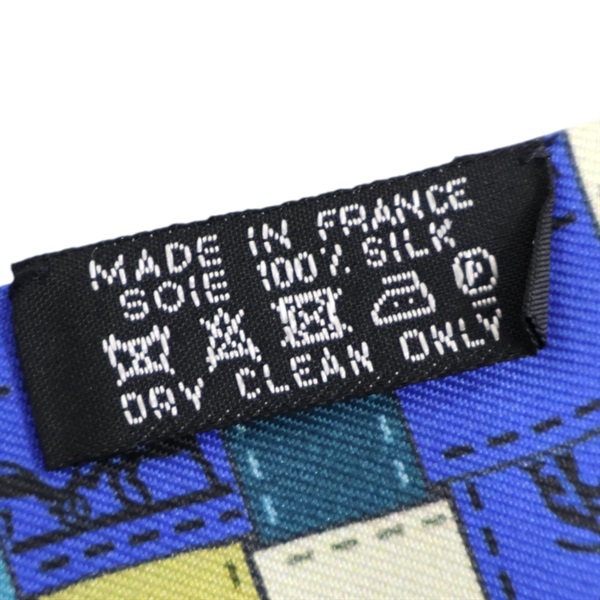 MADE IN FRANCE
SOIE 100% SILK
P
DRY CLEAN ONLY